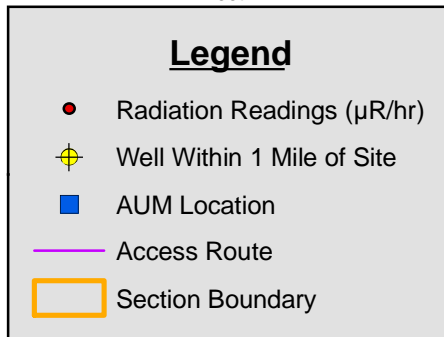 Legend
Radiation Readings (µR/hr)
Well Within 1 Mile of Site
AUM Location
Access Route
Section Boundary